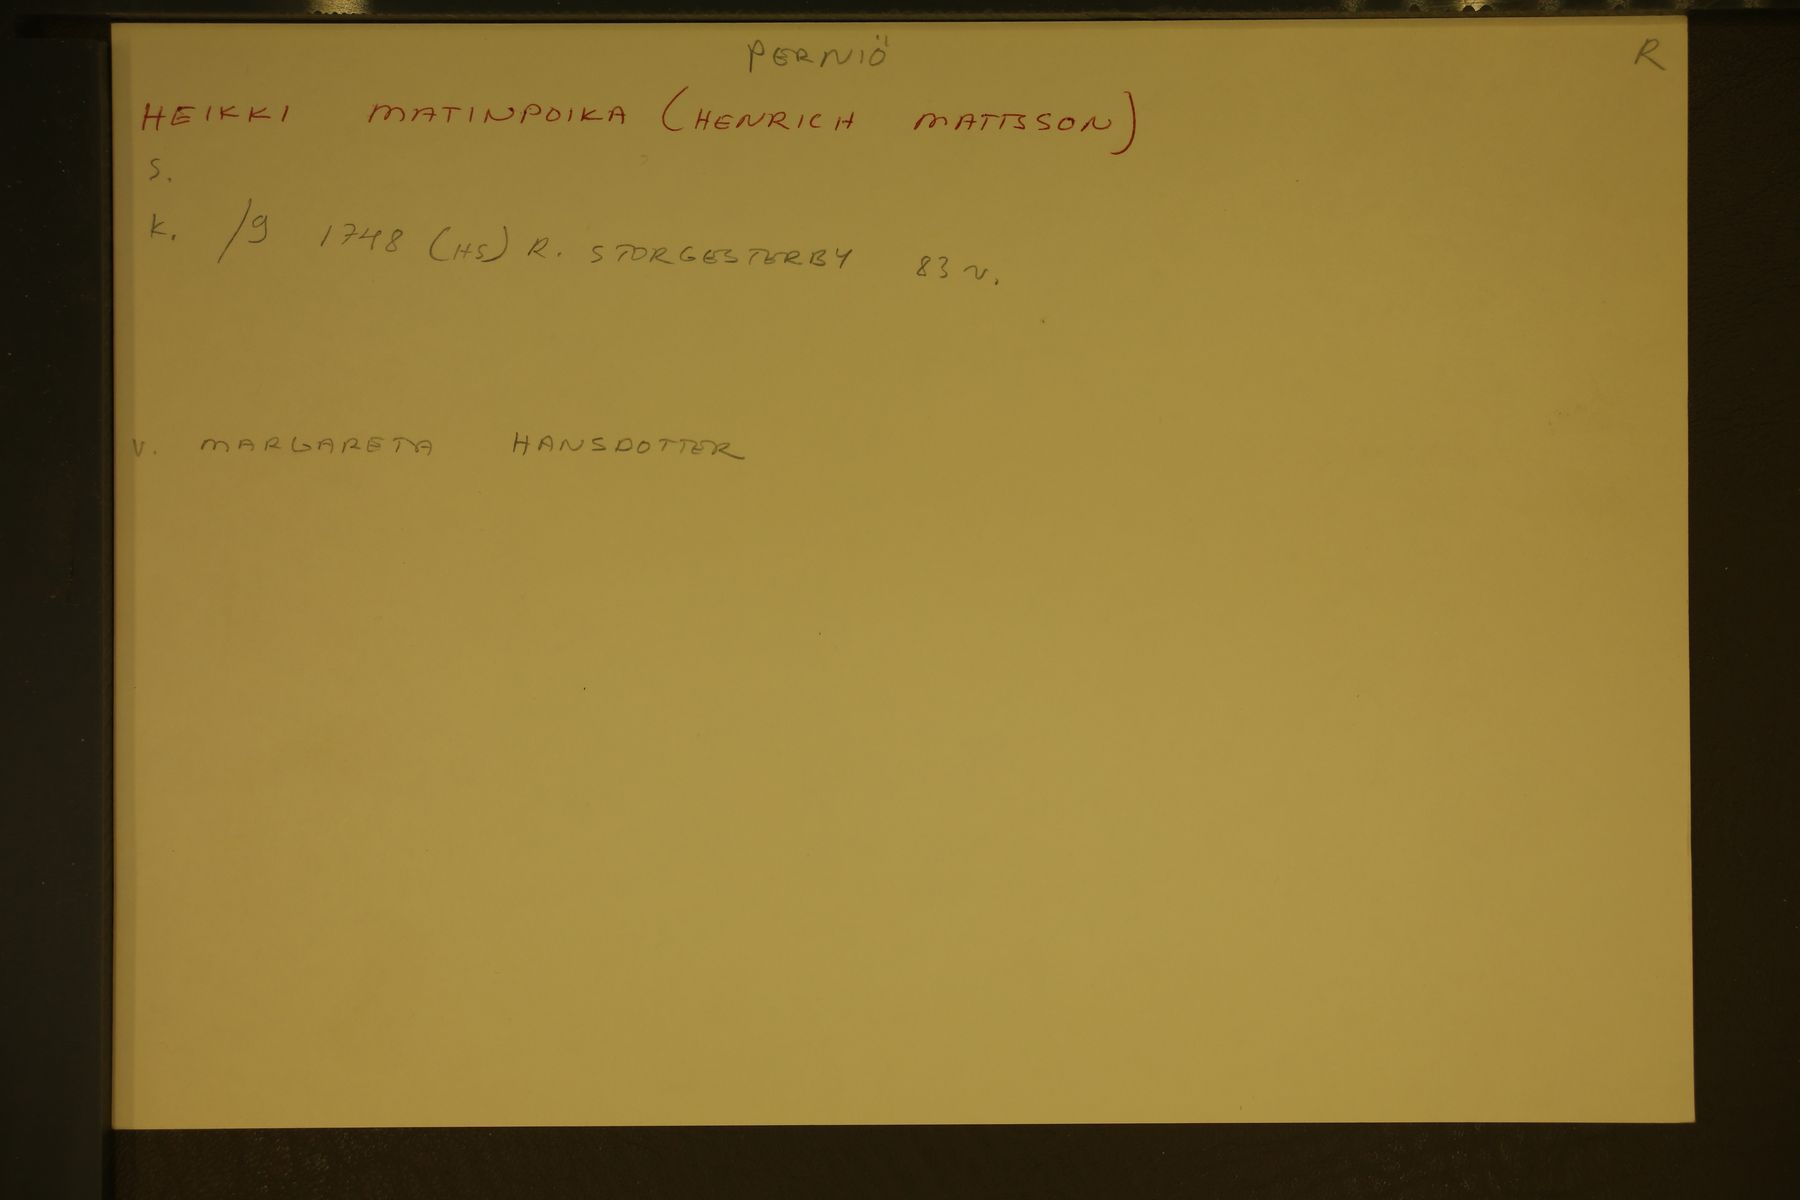 PERNIÖ R
HEIKKI MATINPOIKA (HENRICH MATTSSON)
S.
K. /9 1748 (HS) R. STORGESTERBY 83 v.
V. MARGARETA HANSDOTTER